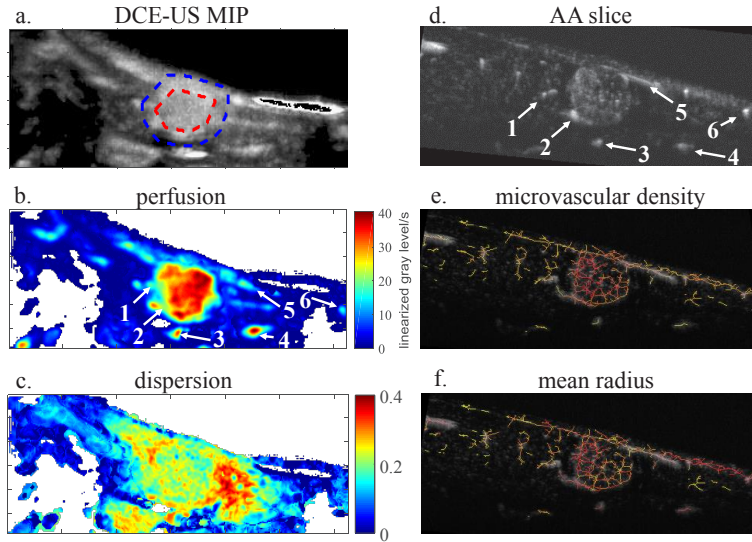 a. DCE-US MIP
d. AA slice
1
2
3
4
5
6
b. perfusion
1
2
3
4
5
6
40
30
20
10
0
linearized gray level/s
e. microvascular density
c. dispersion
0.4
0.2
0
f. mean radius